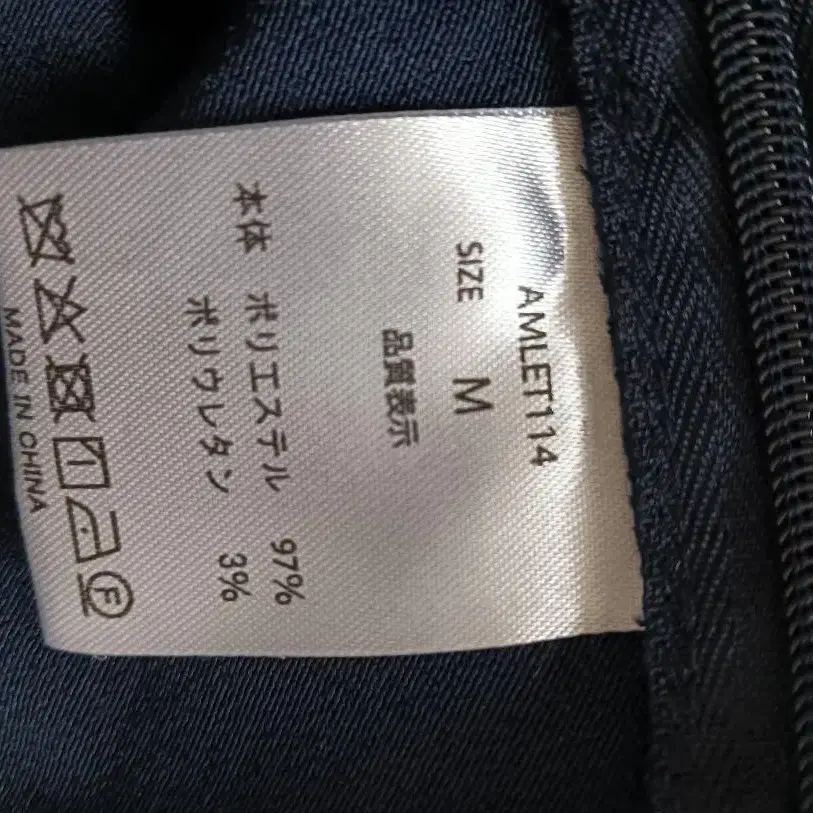 AMLET114
SIZE M
品質表示
本体 ポリエステル 97%
ポリウレタン 3%
F
MADE IN CHINA